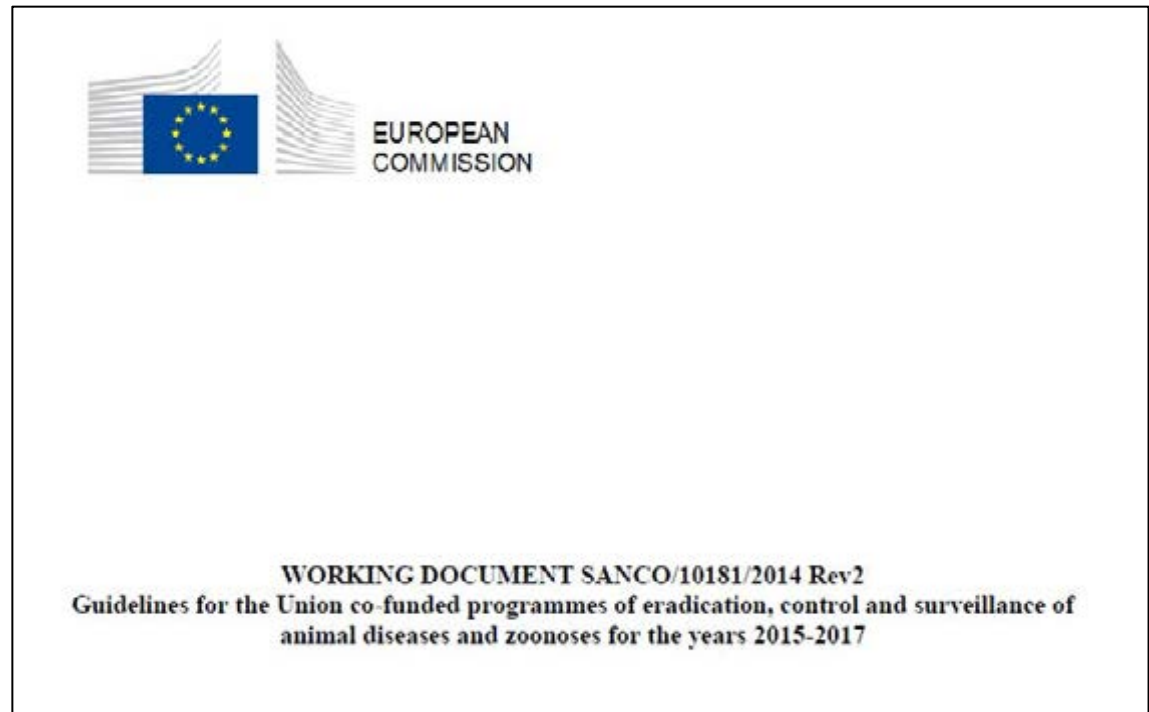 EUROPEAN
COMMISSION
WORKING DOCUMENT SANCO/10181/2014 Rev2
Guidelines for the Union co-funded programmes of eradication, control and surveillance of
animal diseases and zoonoses for the years 2015-2017